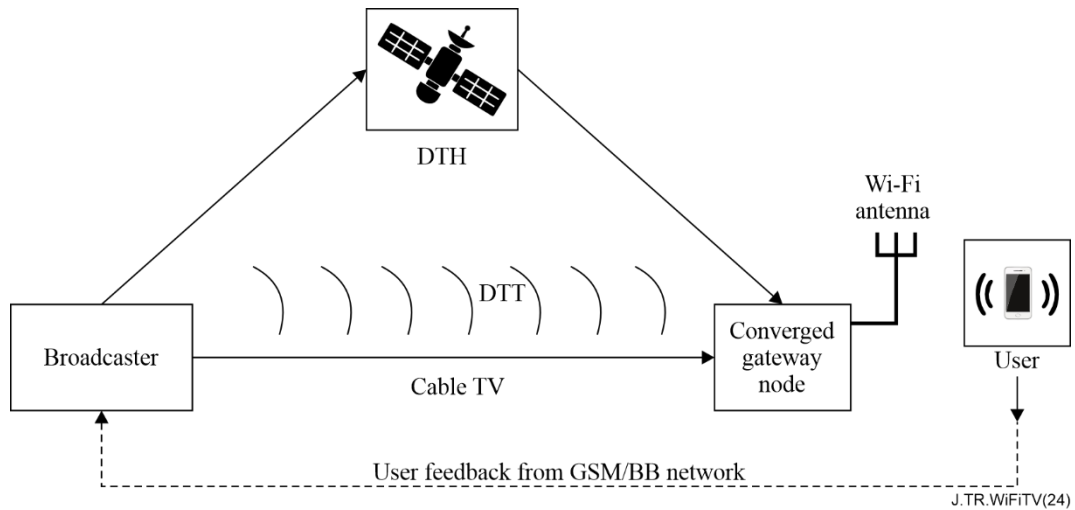 DTH
Wi-Fi
antenna
DTT
Broadcaster
Converged
gateway
node
Cable TV
User
User feedback from GSM/BB network
J.TR.WiFiTV(24)